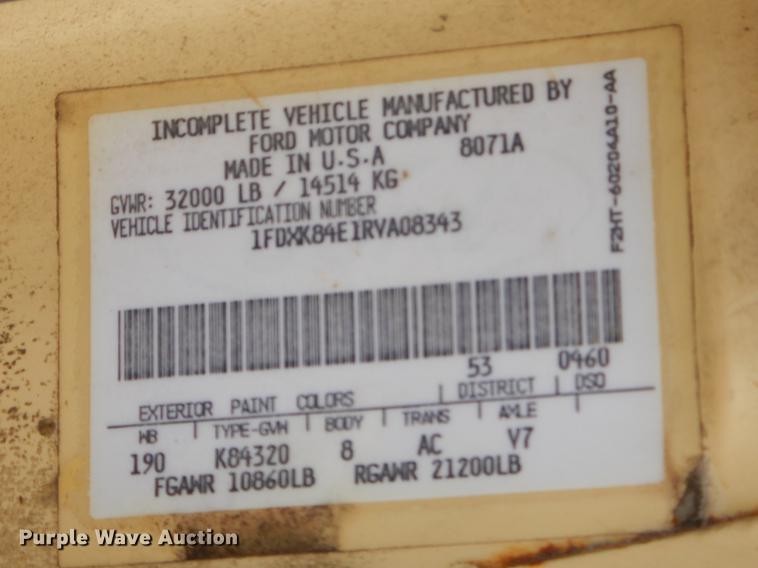 INCOMPLETE VEHICLE MANUFACTURED BY
FORD MOTOR COMPANY
MADE IN U.S.A 8071A
GVWR: 32000 LB / 14514 KG
VEHICLE IDENTIFICATION NUMBER
1FDXK84E1RVA08343
F2HT-60204A10-AA
53 0460
EXTERIOR PAINT COLORS DISTRICT DSO
WB TYPE-GVW BODY TRANS AXLE
190 K84320 8 AC V7
FGAWR 10860LB RGAWR 21200LB
Purple Wave Auction